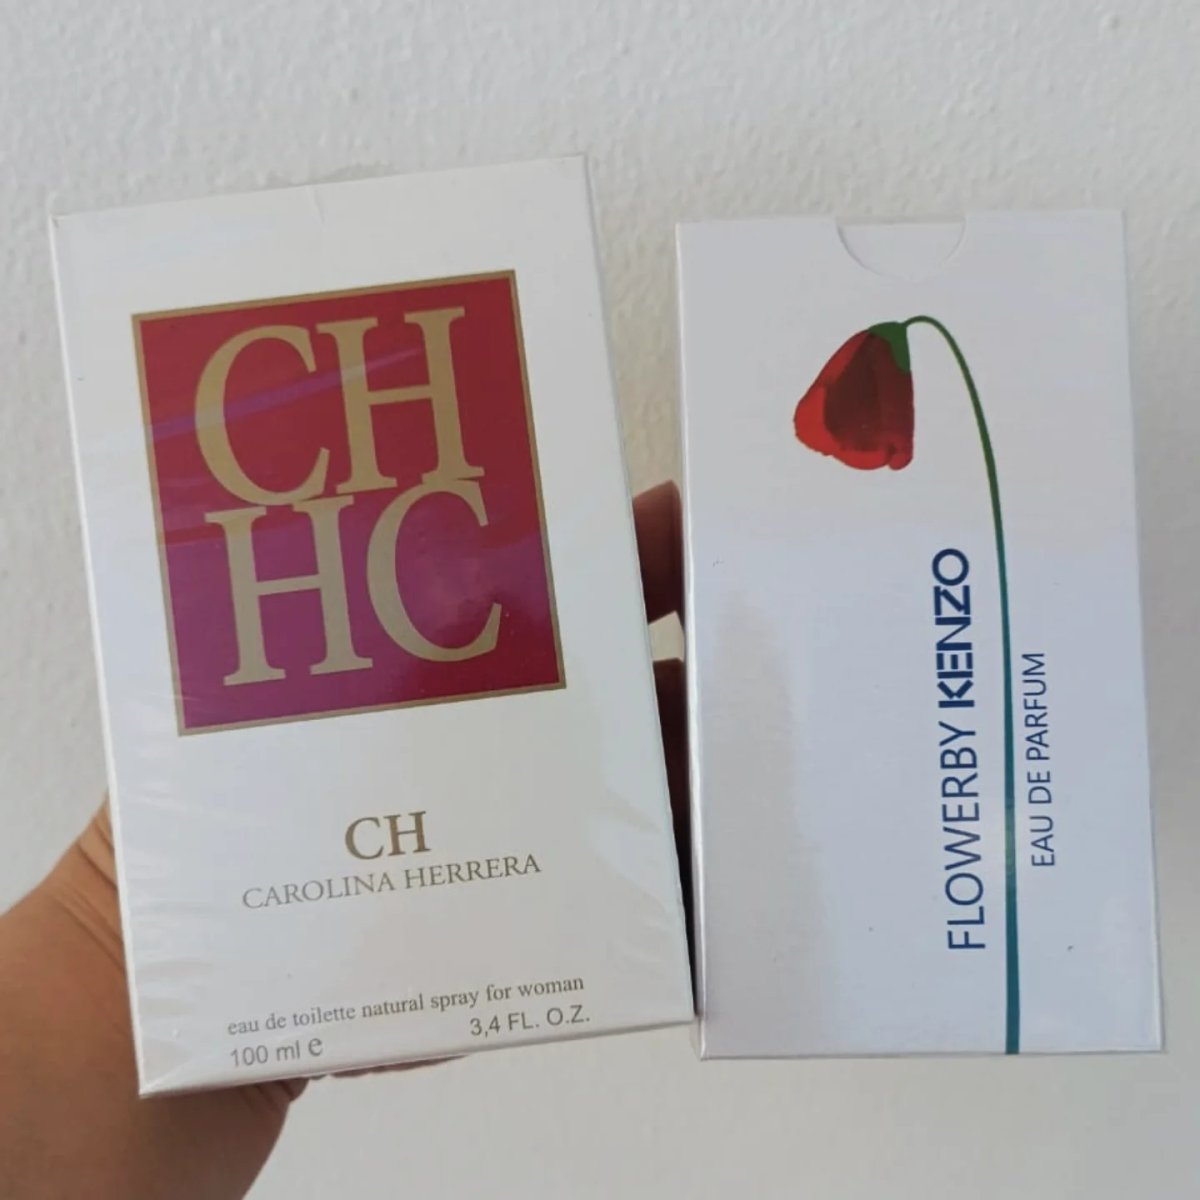 CH
HC
CH
CAROLINA HERRERA
eau de toilette natural spray for woman
100 ml e 3,4 FL. O.Z.
FLOWERBY KENZO
EAU DE PARFUM